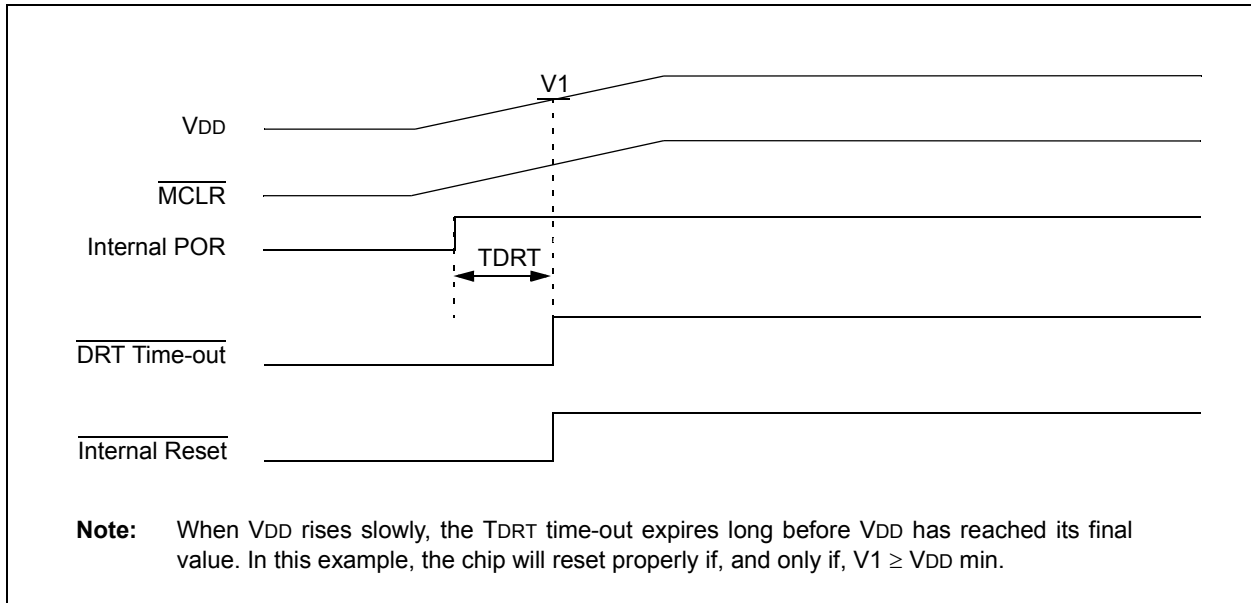 V1
VDD
MCLR
Internal POR
TDRT
DRT Time-out
Internal Reset
Note: When VDD rises slowly, the TDRT time-out expires long before VDD has reached its final
value. In this example, the chip will reset properly if, and only if, V1 ≥ VDD min.